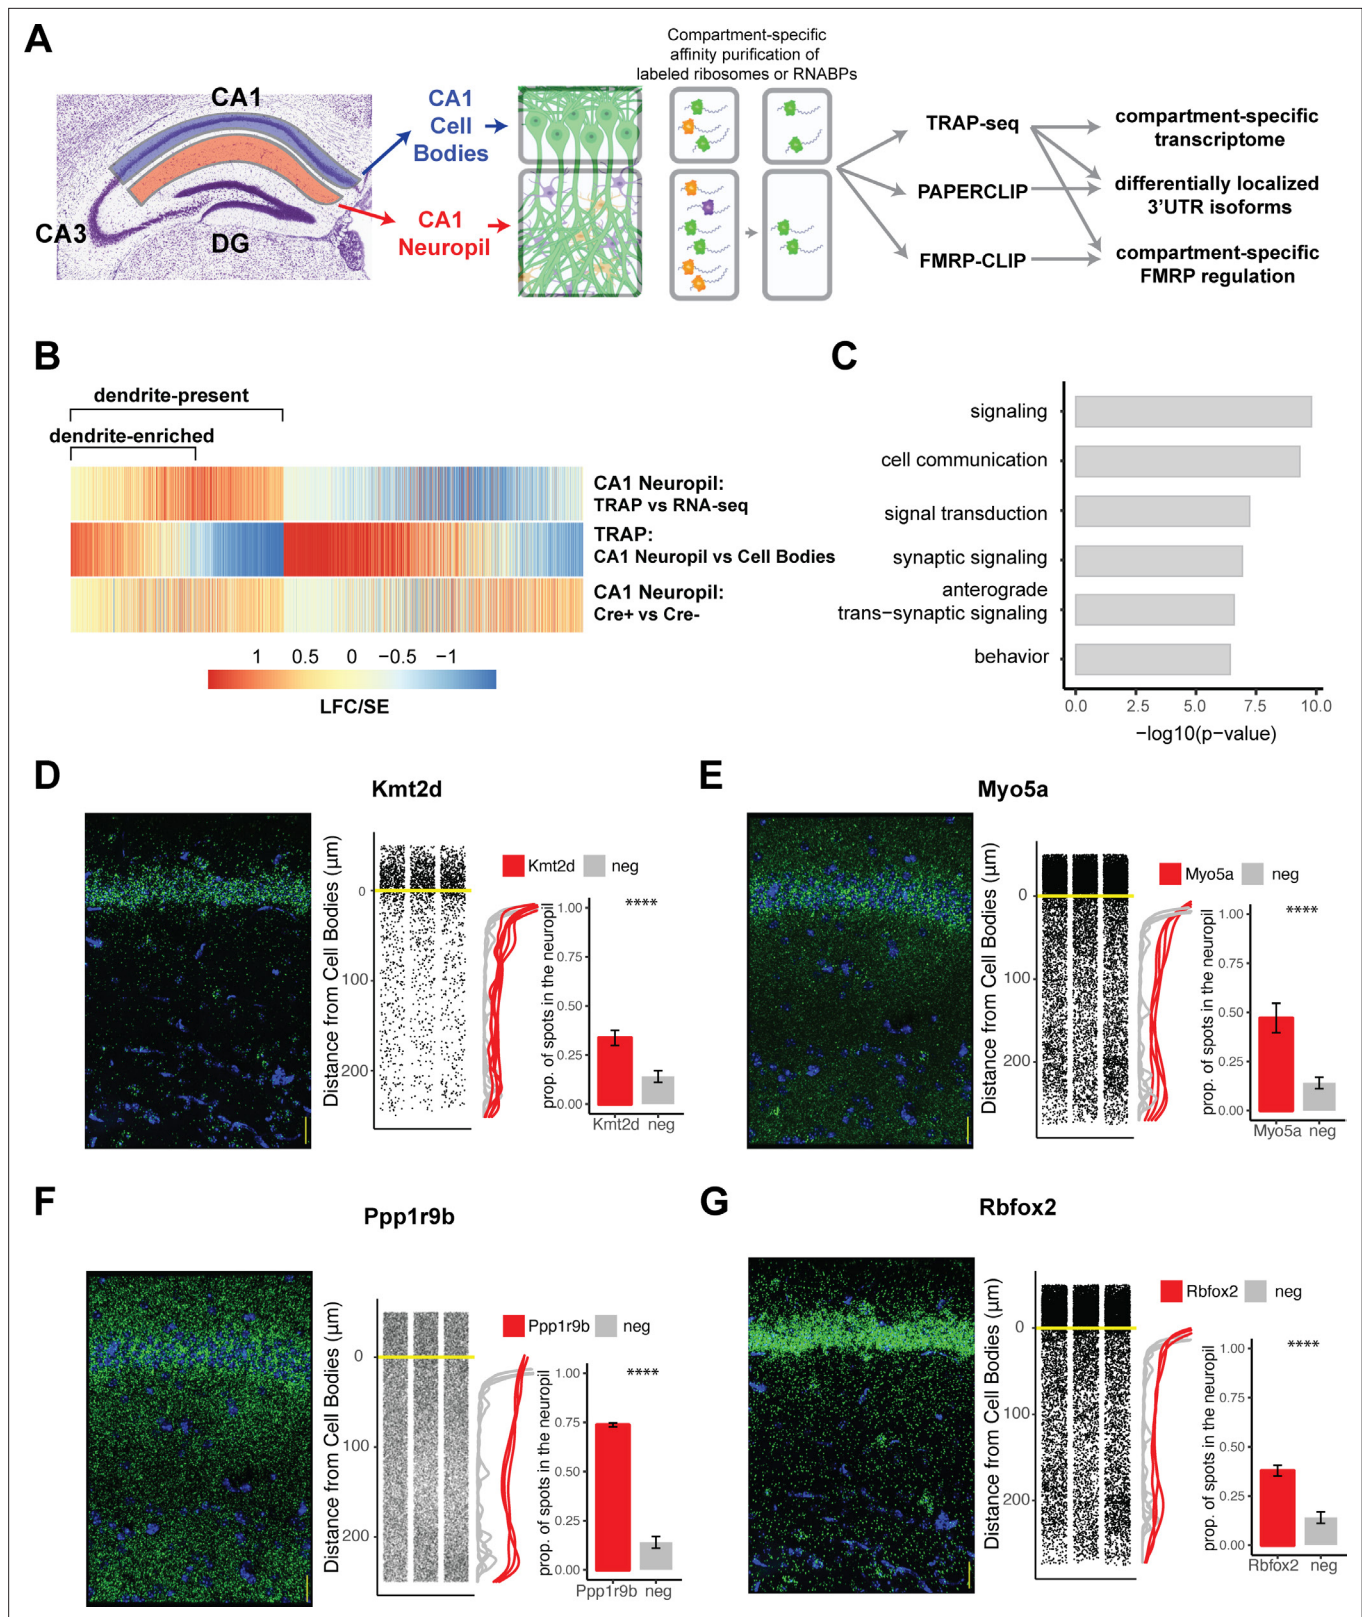 A
Compartment-specific
affinity purification of
labeled ribosomes or RNABPs
CA1
CA3
DG
CA1
Cell
Bodies
CA1
Neuropil
TRAP-seq
PAPERCLIP
FMRP-CLIP
compartment-specific
transcriptome
differentially localized
3'UTR isoforms
compartment-specific
FMRP regulation
B
dendrite-present
dendrite-enriched
CA1 Neuropil:
TRAP vs RNA-seq
TRAP:
CA1 Neuropil vs Cell Bodies
CA1 Neuropil:
Cre+ vs Cre-
1 0.5 0 −0.5 −1
LFC/SE
C
signaling
cell communication
signal transduction
synaptic signaling
anterograde
trans−synaptic signaling
behavior
0.0 2.5 5.0 7.5 10.0
−log10(p−value)
D
Kmt2d
Distance from Cell Bodies (µm)
0
100
200
Kmt2d neg
prop. of spots in the neuropil
1.00
0.75
0.50
0.25
0.00
****
Kmt2d neg
E
Myo5a
Distance from Cell Bodies (µm)
0
100
200
Myo5a neg
prop. of spots in the neuropil
1.00
0.75
0.50
0.25
0.00
****
Myo5a neg
F
Ppp1r9b
Distance from Cell Bodies (µm)
0
100
200
Ppp1r9b neg
prop. of spots in the neuropil
1.00
0.75
0.50
0.25
0.00
****
Ppp1r9b neg
G
Rbfox2
Distance from Cell Bodies (µm)
0
100
200
Rbfox2 neg
prop. of spots in the neuropil
1.00
0.75
0.50
0.25
0.00
****
Rbfox2 neg